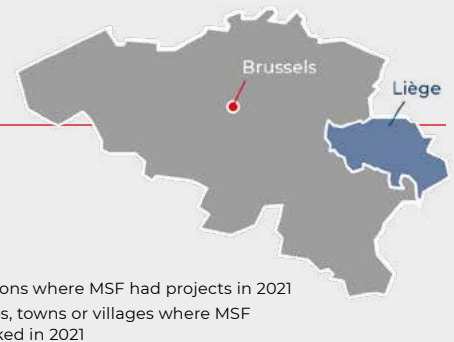 Brussels
Liège
ons where MSF had projects in 2021
s, towns or villages where MSF
ked in 2021